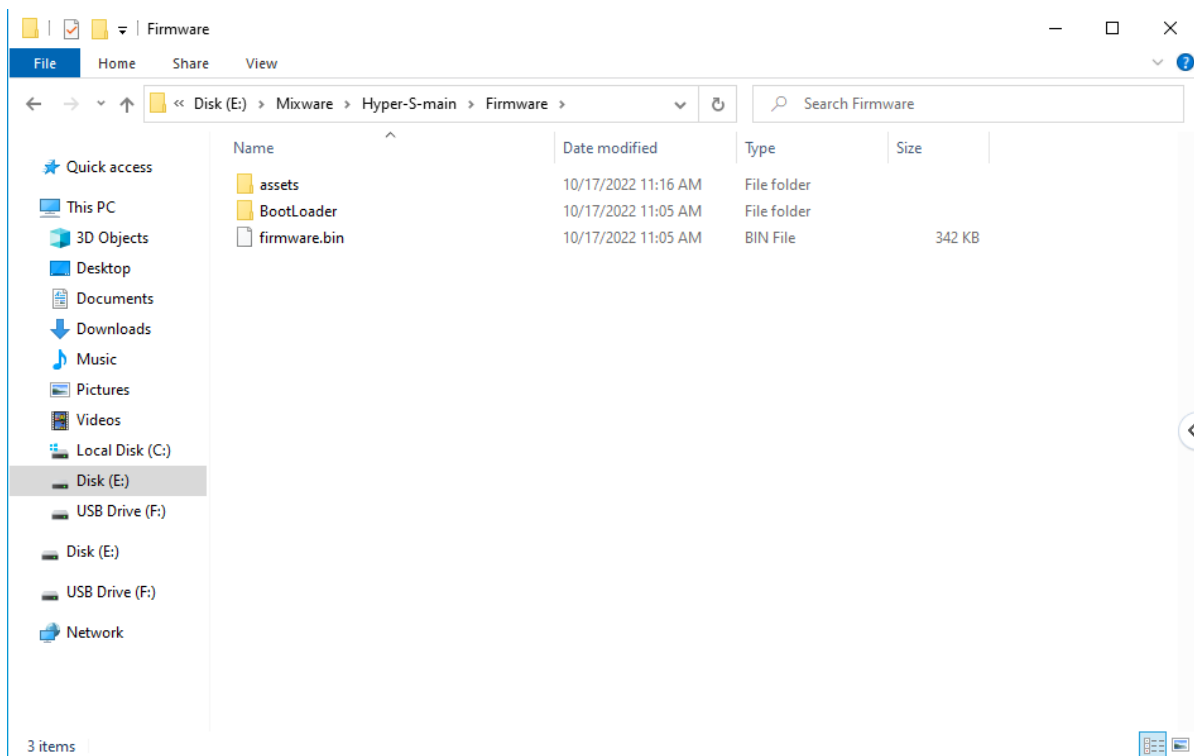 Firmware
File Home Share View
« Disk (E:) > Mixware > Hyper-S-main > Firmware > Search Firmware
Name Date modified Type Size
Quick access
assets 10/17/2022 11:16 AM File folder
This PC
BootLoader 10/17/2022 11:05 AM File folder
3D Objects
firmware.bin 10/17/2022 11:05 AM BIN File 342 KB
Desktop
Documents
Downloads
Music
Pictures
Videos
Local Disk (C:)
Disk (E:)
USB Drive (F:)
Disk (E:)
USB Drive (F:)
Network
3 items